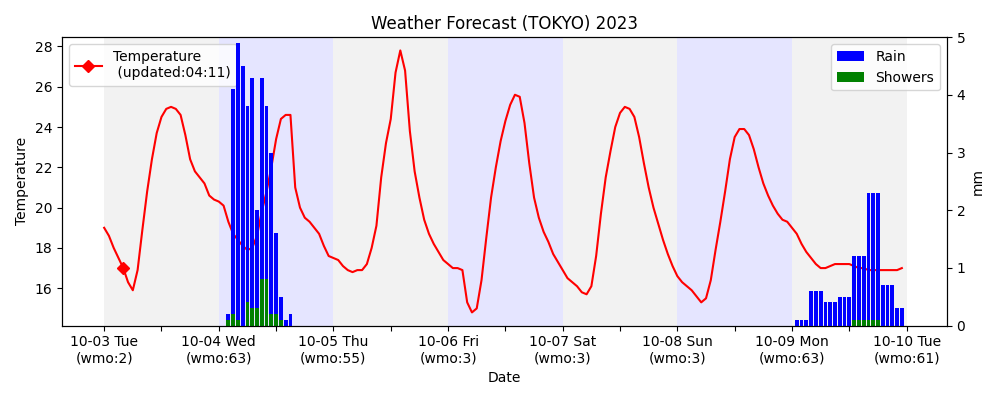 Weather Forecast (TOKYO) 2023
Temperature
(updated:04:11)
Rain
Showers
Temperature
28
26
24
22
20
18
16
5
4
3
2
1
0
mm
10-03 Tue
(wmo:2)
10-04 Wed
(wmo:63)
10-05 Thu
(wmo:55)
10-06 Fri
(wmo:3)
10-07 Sat
(wmo:3)
10-08 Sun
(wmo:3)
10-09 Mon
(wmo:63)
10-10 Tue
(wmo:61)
Date